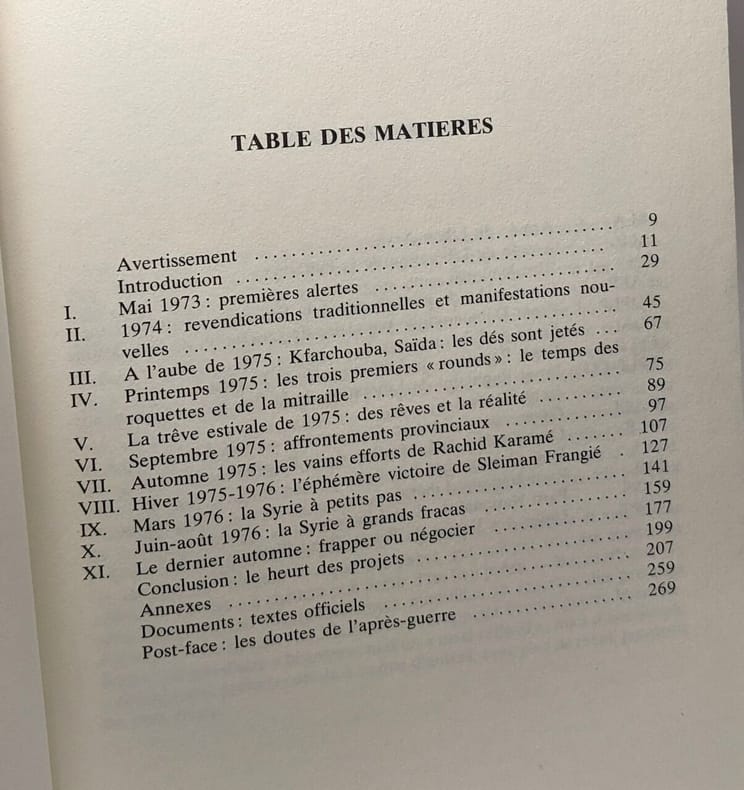 TABLE DES MATIERES
Avertissement ........................................ 9
Introduction ........................................ 11
I. Mai 1973 : premières alertes ........................ 29
II. 1974 : revendications traditionnelles et manifestations nou-
velles ........................................ 45
III. A l'aube de 1975 : Kfarchouba, Saïda : les dés sont jetés ... 67
IV. Printemps 1975 : les trois premiers « rounds » : le temps des
roquettes et de la mitraille ........................ 75
V. La trêve estivale de 1975 : des rêves et la réalité .......... 89
VI. Septembre 1975 : affrontements provinciaux ............ 97
VII. Automne 1975 : les vains efforts de Rachid Karamé ....... 107
VIII. Hiver 1975-1976 : l'éphémère victoire de Sleiman Frangié . 127
IX. Mars 1976 : la Syrie à petits pas .................... 141
X. Juin-août 1976 : la Syrie à grands fracas .............. 159
XI. Le dernier automne : frapper ou négocier .............. 177
Conclusion : le heurt des projets .................... 199
Annexes ........................................ 207
Documents : textes officiels ........................ 259
Post-face : les doutes de l'après-guerre ................ 269